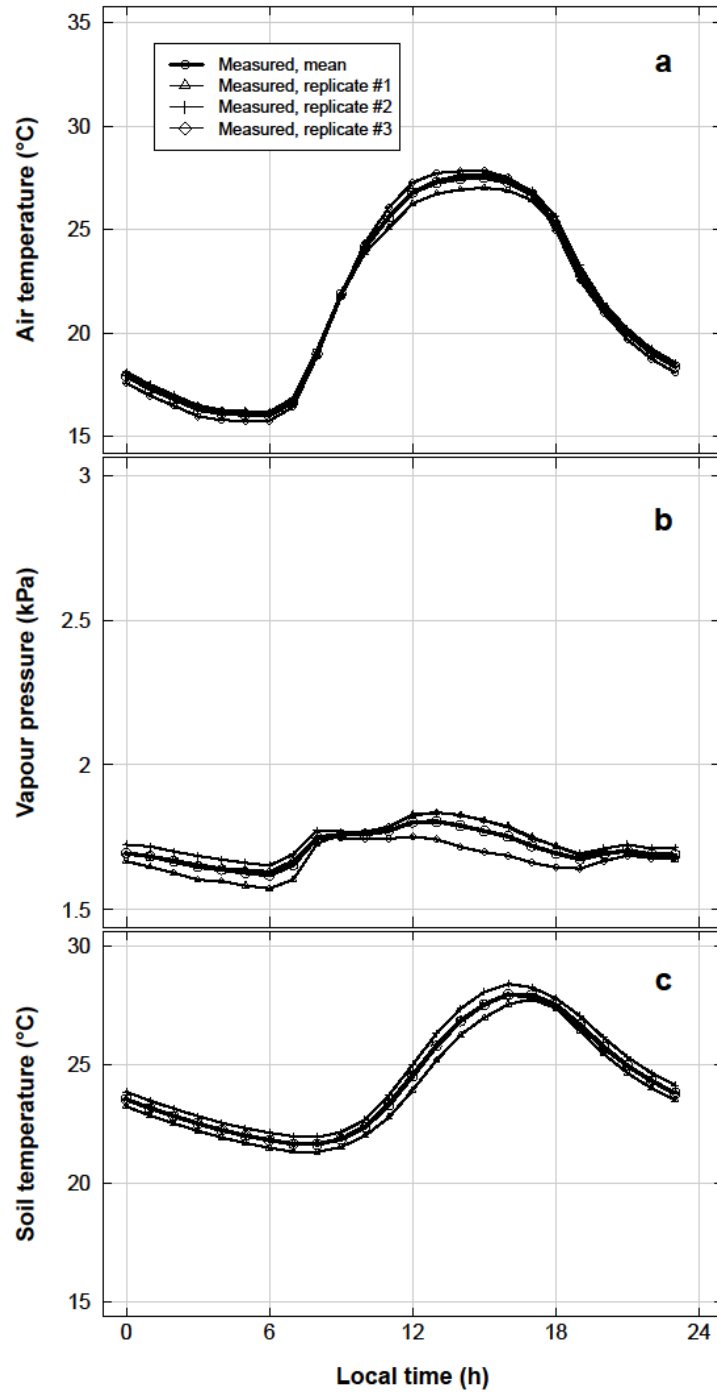 35
a
Measured, mean
Measured, replicate #1
Measured, replicate #2
Measured, replicate #3
30
25
20
15
Air temperature (°C)
3
b
2.5
2
1.5
Vapour pressure (kPa)
30
c
25
20
15
Soil temperature (°C)
0 6 12 18 24
Local time (h)